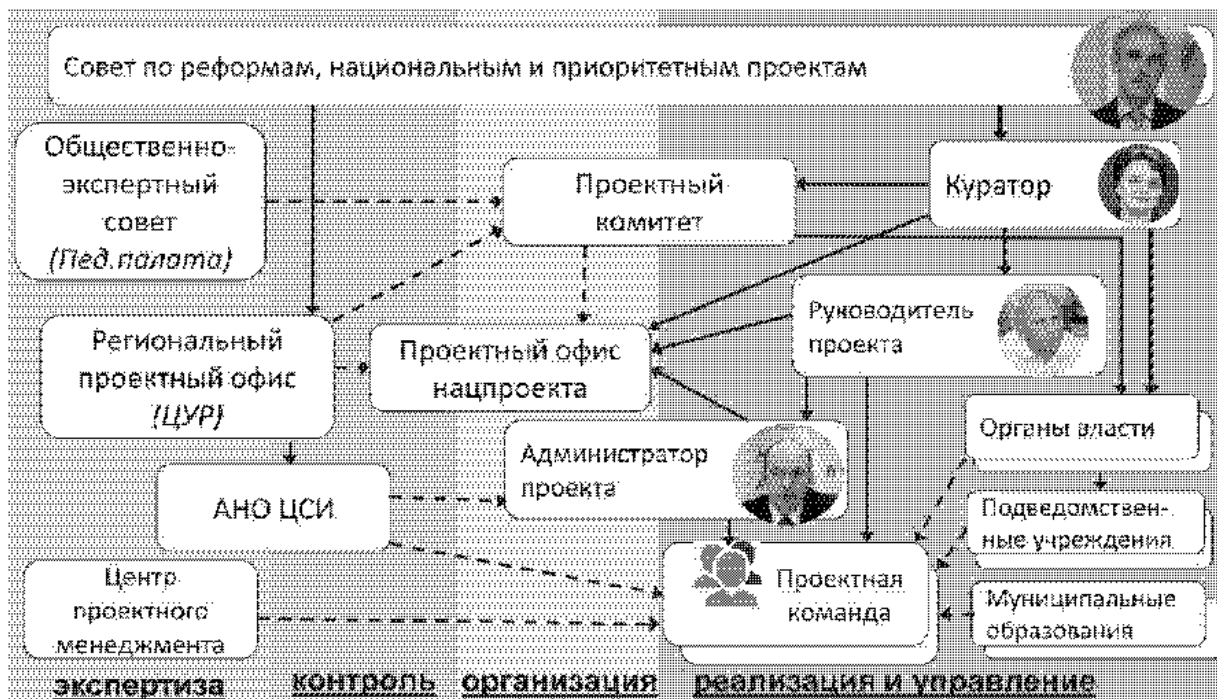 Совет по реформам, национальным и приоритетным проектам
Общественно-
экспертный
совет
(Пед.палата)
Проектный
комитет
Куратор
Региональный
проектный офис
(ЦУР)
Проектный офис
нацпроекта
Руководитель
проекта
АНО ЦСИ
Администратор
проекта
Органы власти
Подведомствен-
ные учреждения
Центр
проектного
менеджмента
Проектная
команда
Муниципальные
образования
экспертиза контроль организация реализация и управление